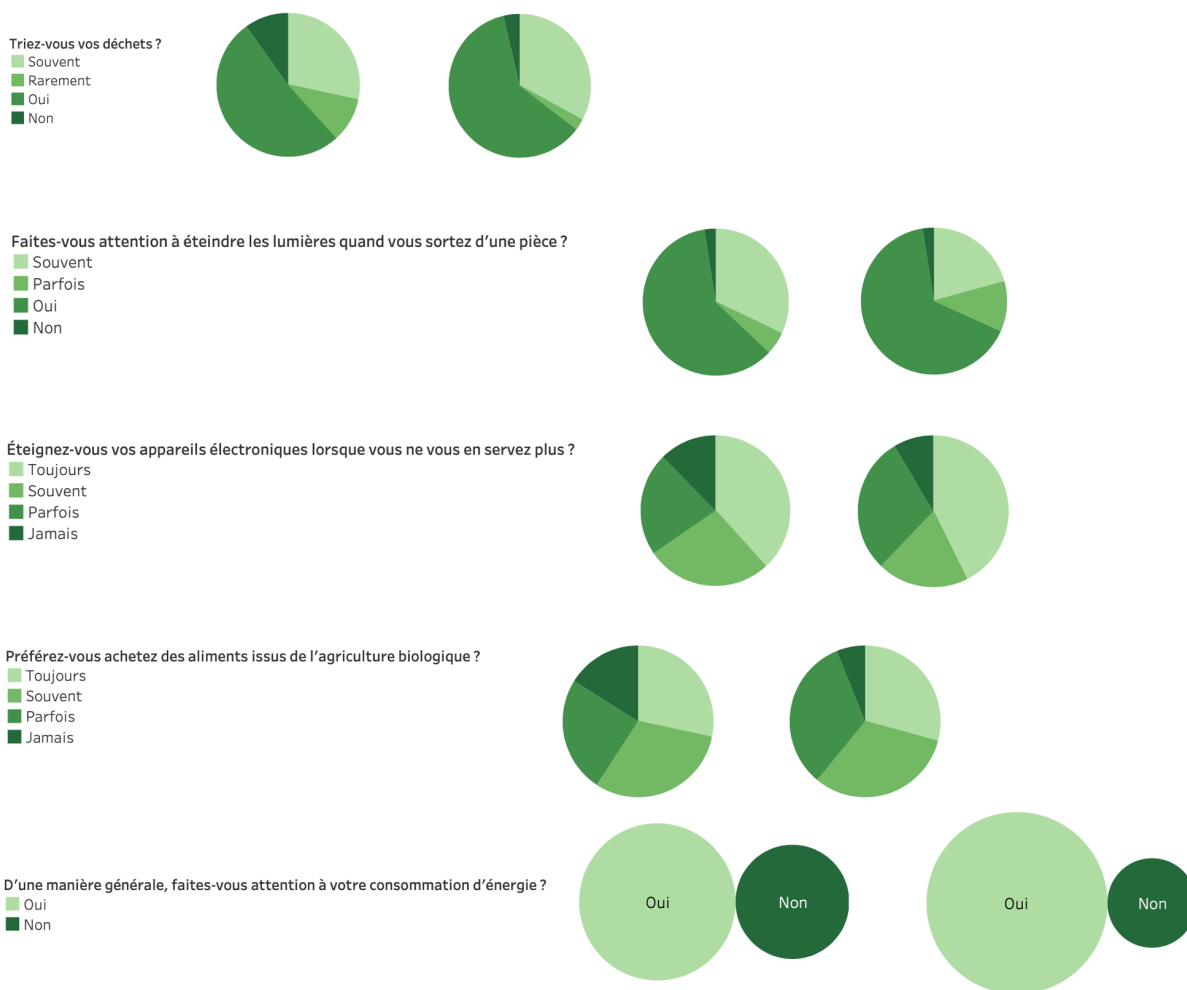 Triez-vous vos déchets ?
Souvent
Rarement
Oui
Non
Faites-vous attention à éteindre les lumières quand vous sortez d’une pièce ?
Souvent
Parfois
Oui
Non
Éteignez-vous vos appareils électroniques lorsque vous ne vous en servez plus ?
Toujours
Souvent
Parfois
Jamais
Préférez-vous achetez des aliments issus de l’agriculture biologique ?
Toujours
Souvent
Parfois
Jamais
D’une manière générale, faites-vous attention à votre consommation d’énergie ?
Oui
Non
Oui
Non
Oui
Non